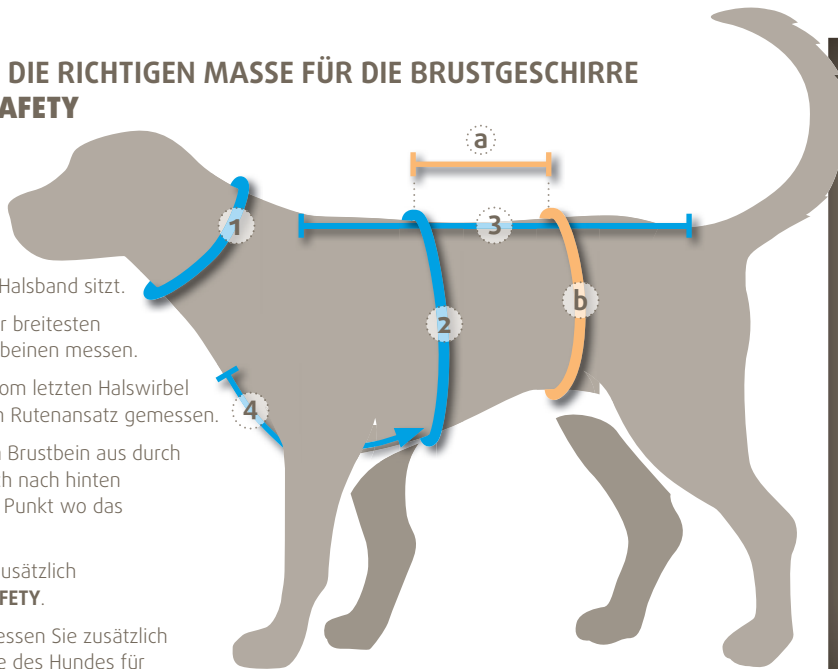 DIE RICHTIGEN MASSE FÜR DIE BRUSTGESCHIRRE
AFETY
a
1
3
Halsband sitzt.
b
r breitesten
2
beinen messen.
om letzten Halswirbel
n Rutenansatz gemessen.
4
Brustbein aus durch
ch nach hinten
Punkt wo das
usätzlich
FETY.
essen Sie zusätzlich
e des Hundes für